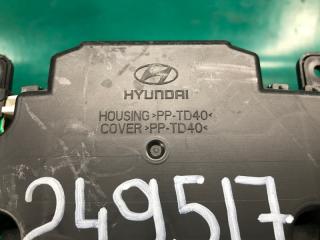 HYUNDAI
HOUSING >PP-TD40<
COVER >PP-TD40<
249517